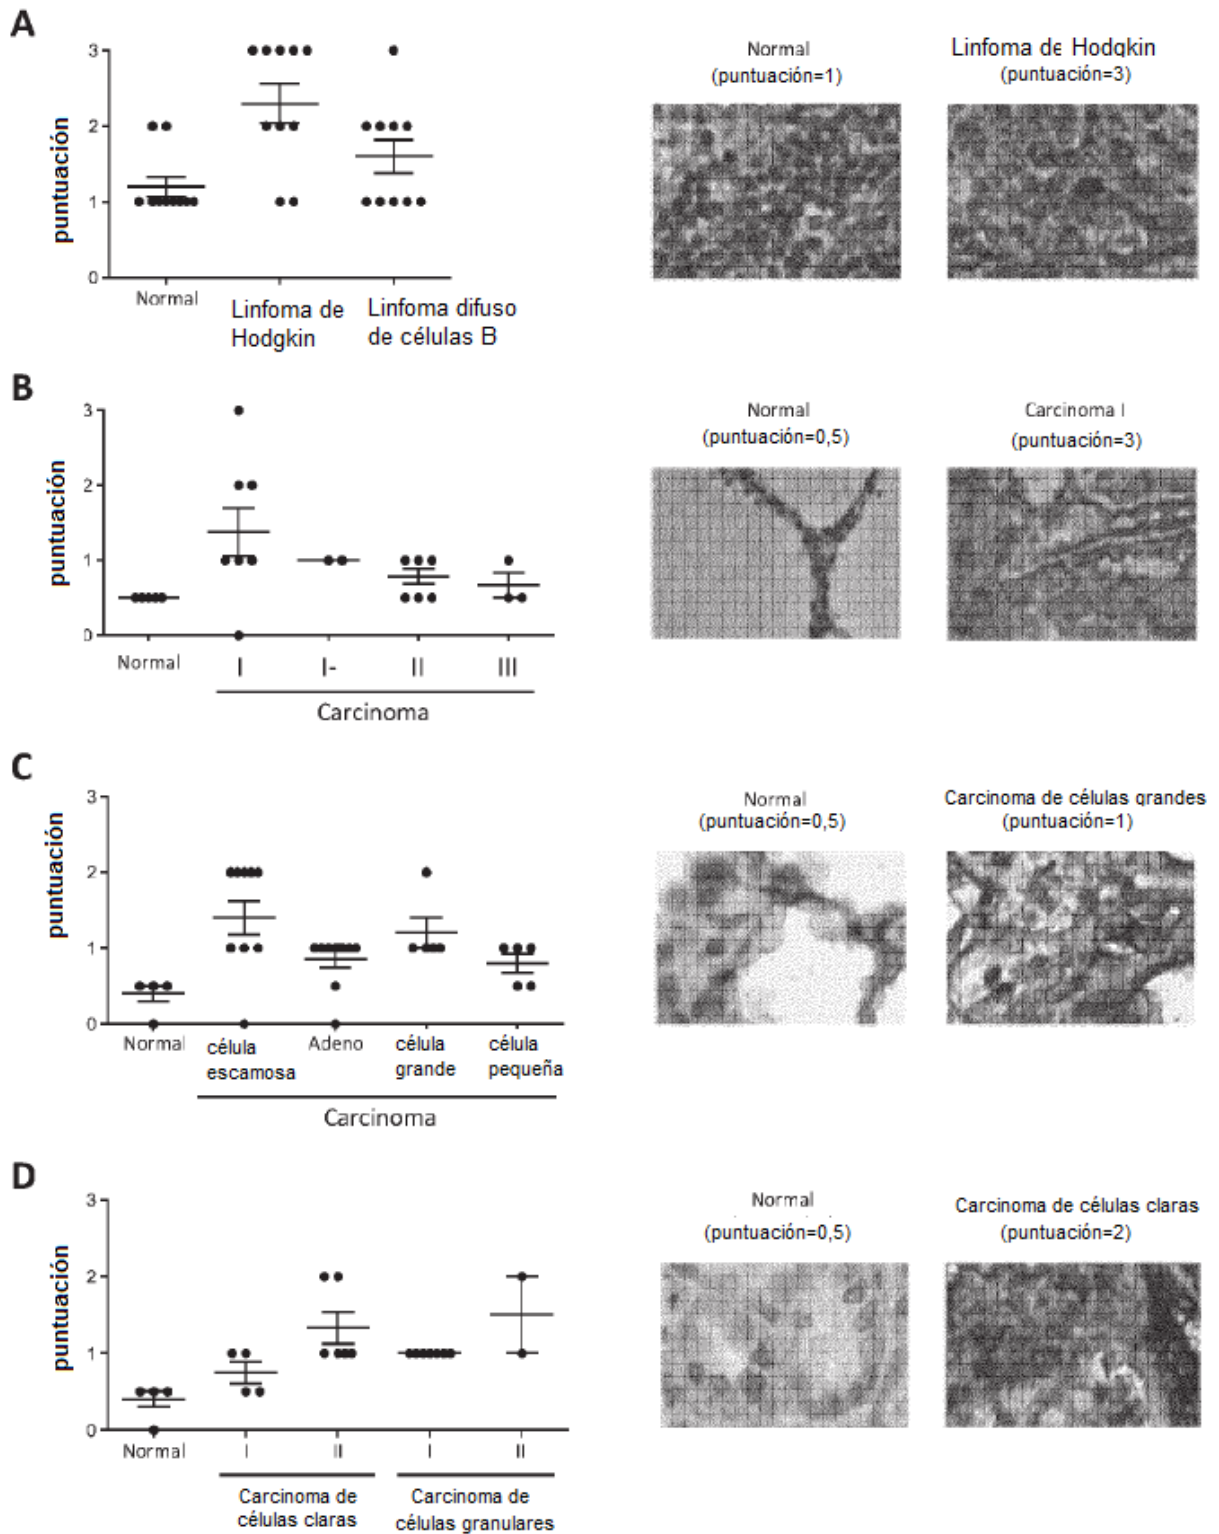 A
puntuación
3
2
1
0
Normal
Linfoma de
Hodgkin
Linfoma difuso
de células B
Normal
(puntuación=1)
Linfoma de Hodgkin
(puntuación=3)
B
puntuación
3
2
1
0
Normal
I
I-
II
III
Carcinoma
Normal
(puntuación=0,5)
Carcinoma I
(puntuación=3)
C
puntuación
3
2
1
0
Normal
célula
escamosa
Adeno
célula
grande
célula
pequeña
Carcinoma
Normal
(puntuación=0,5)
Carcinoma de células grandes
(puntuación=1)
D
puntuación
3
2
1
0
Normal
I
II
I
II
Carcinoma de
células claras
Carcinoma de
células granulares
Normal
(puntuación=0,5)
Carcinoma de células claras
(puntuación=2)